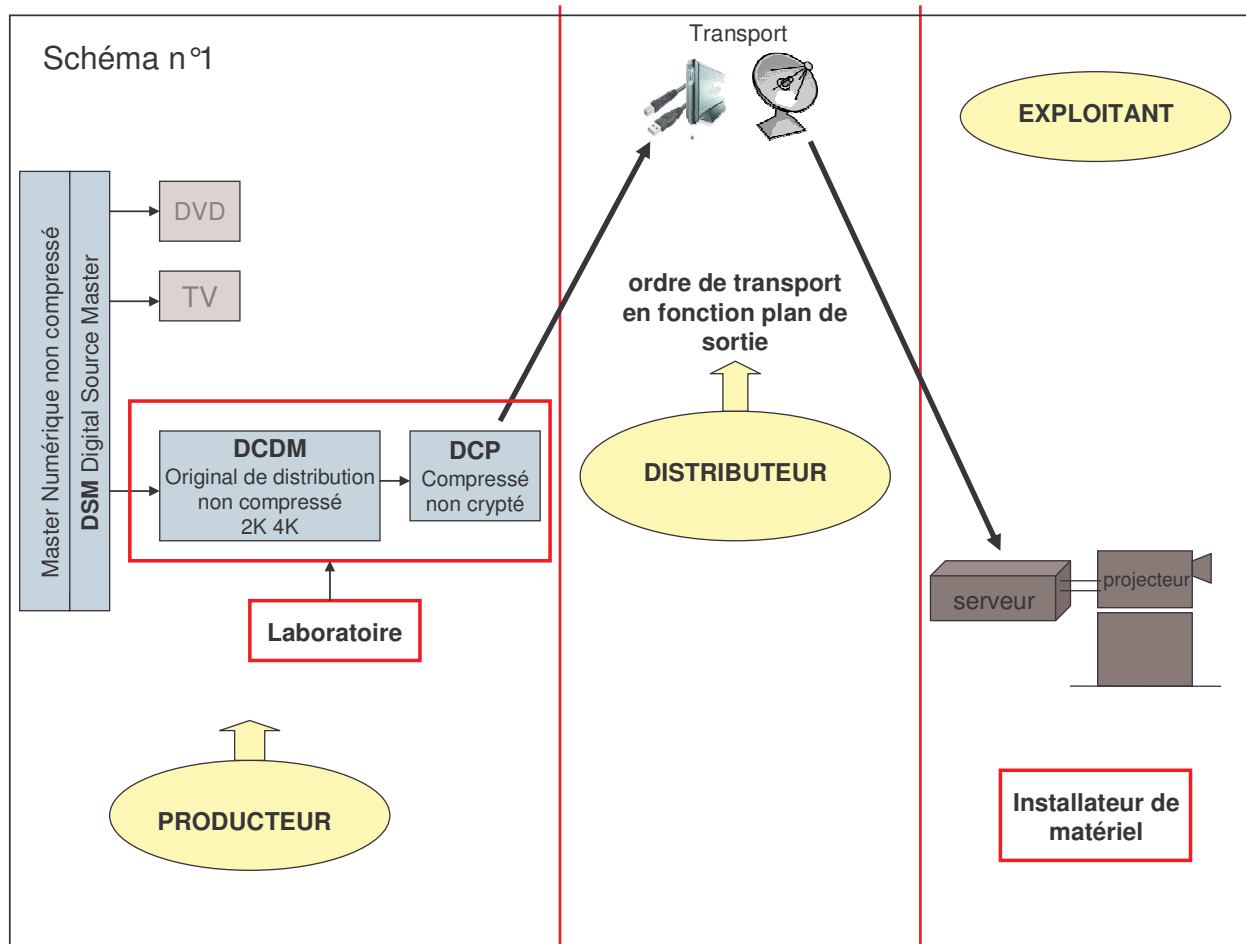 Schéma n°1
Master Numérique non compressé
DSM Digital Source Master
DVD
TV
DCDM
Original de distribution
non compressé
2K 4K
DCP
Compressé
non crypté
Laboratoire
PRODUCTEUR
Transport
ordre de transport
en fonction plan de
sortie
DISTRIBUTEUR
EXPLOITANT
serveur
projecteur
Installateur de
matériel